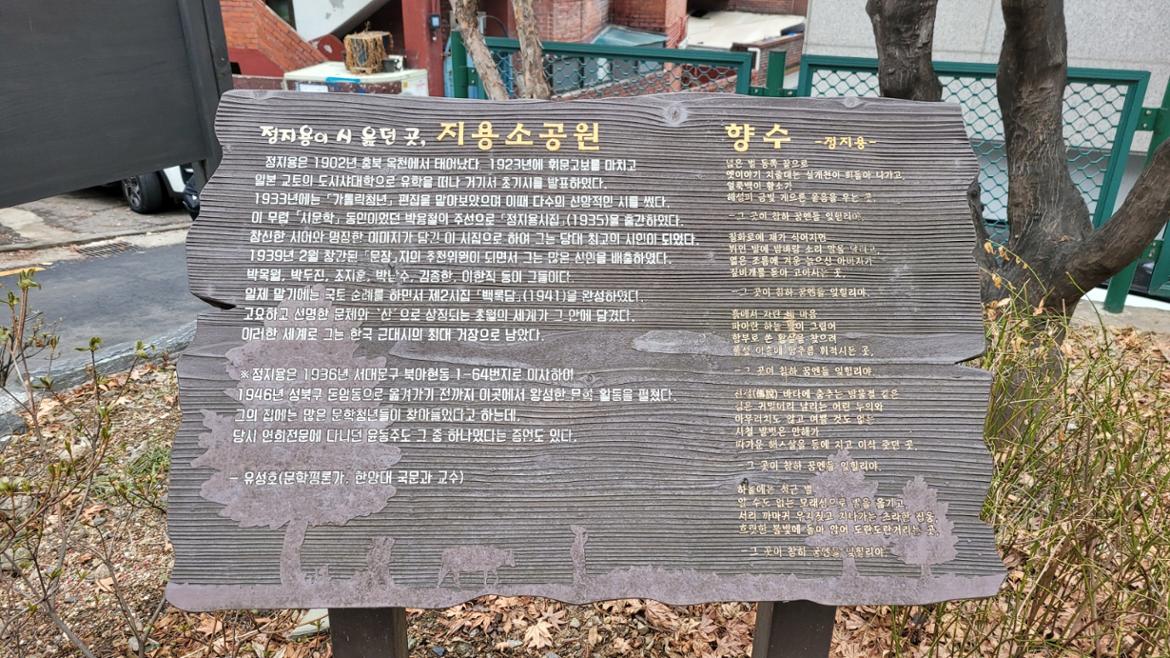 정지용이 시 읊던 곳, 지용소공원
정지용은 1902년 충북 옥천에서 태어났다. 1923년에 휘문고보를 마치고
일본 교토의 도시샤대학으로 유학을 떠나 거기서 초기시를 발표하였다.
1933년에는 「가톨릭청년」 편집을 맡아보았으며 이때 다수의 신앙적인 시를 썼다.
이 무렵 「시문학」 동인이었던 박용철의 주선으로 「정지용시집」(1935)을 출간하였다.
참신한 시어와 명징한 이미지가 담긴 이 시집으로 하여 그는 당대 최고의 시인이 되었다.
1939년 2월 창간된 「문장」지의 추천위원이 되면서 그는 많은 신인을 배출하였다.
박목월, 박두진, 조지훈, 박남수, 김종한, 이한직 등이 그들이다.
일제 말기에는 국토 순례를 하면서 제2시집 「백록담」(1941)을 완성하였다.
고요하고 선명한 문체와 '산'으로 상징되는 초월의 세계가 그 안에 담겼다.
이러한 세계로 그는 한국 근대시의 최대 거장으로 남았다.
※정지용은 1936년 서대문구 북아현동 1-64번지로 이사하여
1946년 성북구 돈암동으로 옮겨가기 전까지 이곳에서 왕성한 문학 활동을 펼쳤다.
그의 집에는 많은 문학청년들이 찾아들었다고 하는데,
당시 연희전문에 다니던 윤동주도 그 중 하나였다는 증언도 있다.
- 유성호(문학평론가, 한양대 국문과 교수)
향수 -정지용-
넓은 벌 동쪽 끝으로
옛이야기 지줄대는 실개천이 회돌아 나가고,
얼룩백이 황소가
해설피 금빛 게으른 울음을 우는 곳,
-그 곳이 참하 꿈엔들 잊힐리야.
질화로에 재가 식어지면
뷔인 밭에 밤바람 소리 말을 달리고,
엷은 조름에 겨운 늙으신 아버지가
짚비개를 돋아 고이시는 곳,
-그 곳이 참하 꿈엔들 잊힐리야.
흙에서 자란 내 마음
파아란 하늘 빛이 그립어
함부로 쏜 화살을 찾으려
풀섶 이슬에 함추름 휘적시는 곳,
-그 곳이 참하 꿈엔들 잊힐리야
전설(傳說) 바다에 춤추는 밤물결 같은
검은 귀밑머리 날리는 어린 누의와
아무러치도 않고 여쁠 것도 없는
사철 발벗은 안해가
따가운 해ㅅ살을 등에 지고 이삭 줏던 곳,
-그 곳이 참하 꿈엔들 잊힐리야.
하늘에는 석근 별
알 수도 없는 모래성으로 발을 옮기고,
서리 까마귀 우지짖고 지나가는 초라한 집웅,
흐릿한 불빛에 돌아 앉어 도란도란거리는 곳,
-그 곳이 참하 꿈엔들 잊힐리야.